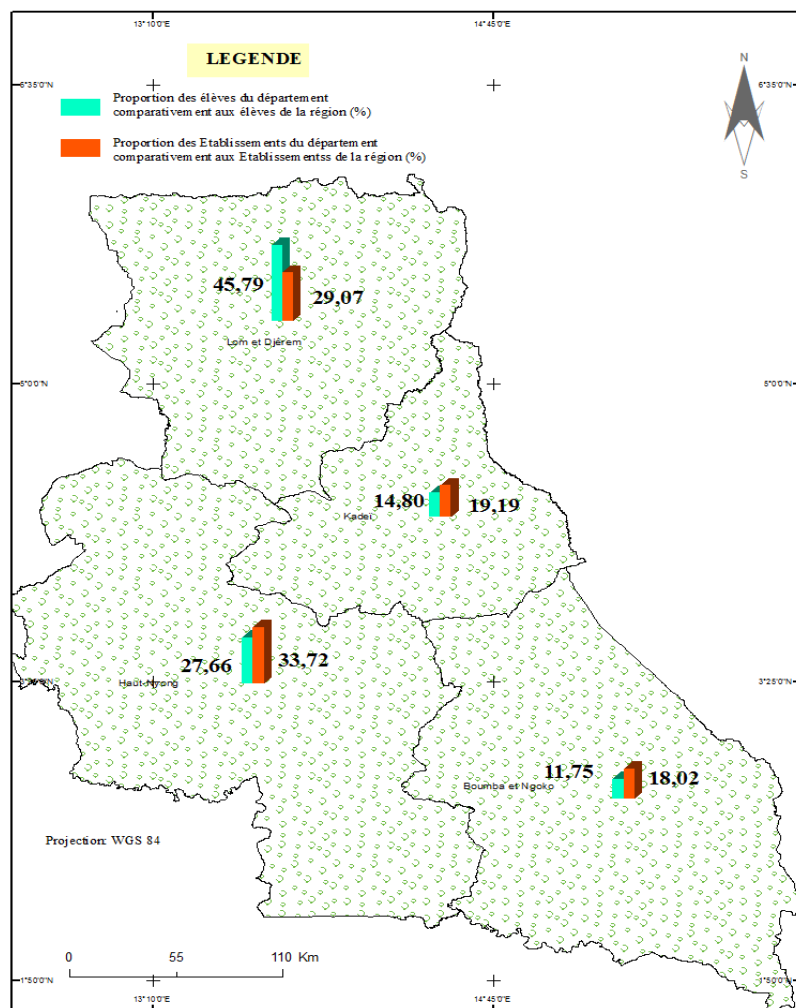 13°10'0"E 14°45'0"E
LEGENDE
N
6°35'0"N 6°35'0"N
Proportion des élèves du département
comparativement aux élèves de la région (%)
Proportion des Etablissements du département
comparativement aux Etablissementss de la région (%)
S
45,79 29,07
Lom et Djérem
5°0'0"N 5°0'0"N
14,80 19,19
Kadeï
27,66 33,72
Haut-Nyong
3°25'0"N
11,75 18,02
Boumba et Ngoko
Projection: WGS 84
0 55 110 Km
1°50'0"N 1°50'0"N
13°10'0"E 14°45'0"E